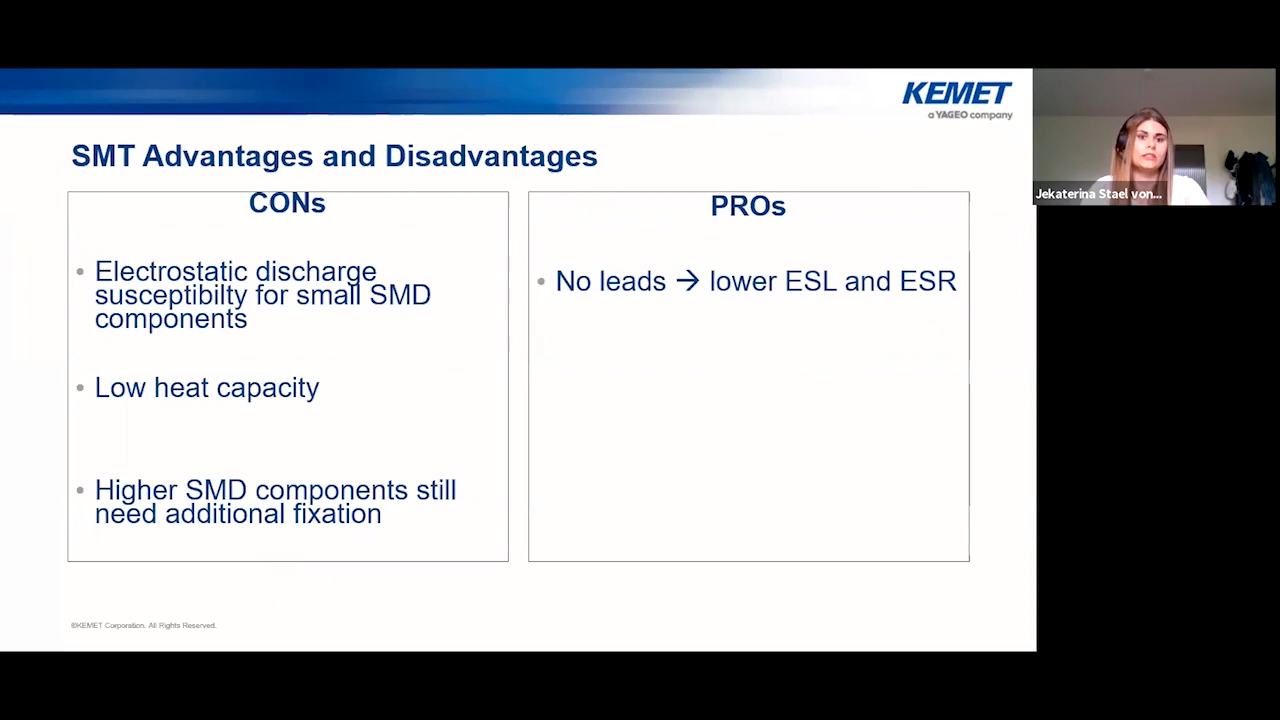 KEMET
a YAGEO company
SMT Advantages and Disadvantages
CONs
• Electrostatic discharge
susceptibilty for small SMD
components
• Low heat capacity
• Higher SMD components still
need additional fixation
PROs
• No leads → lower ESL and ESR
©KEMET Corporation. All Rights Reserved.
Jekaterina Stael von...